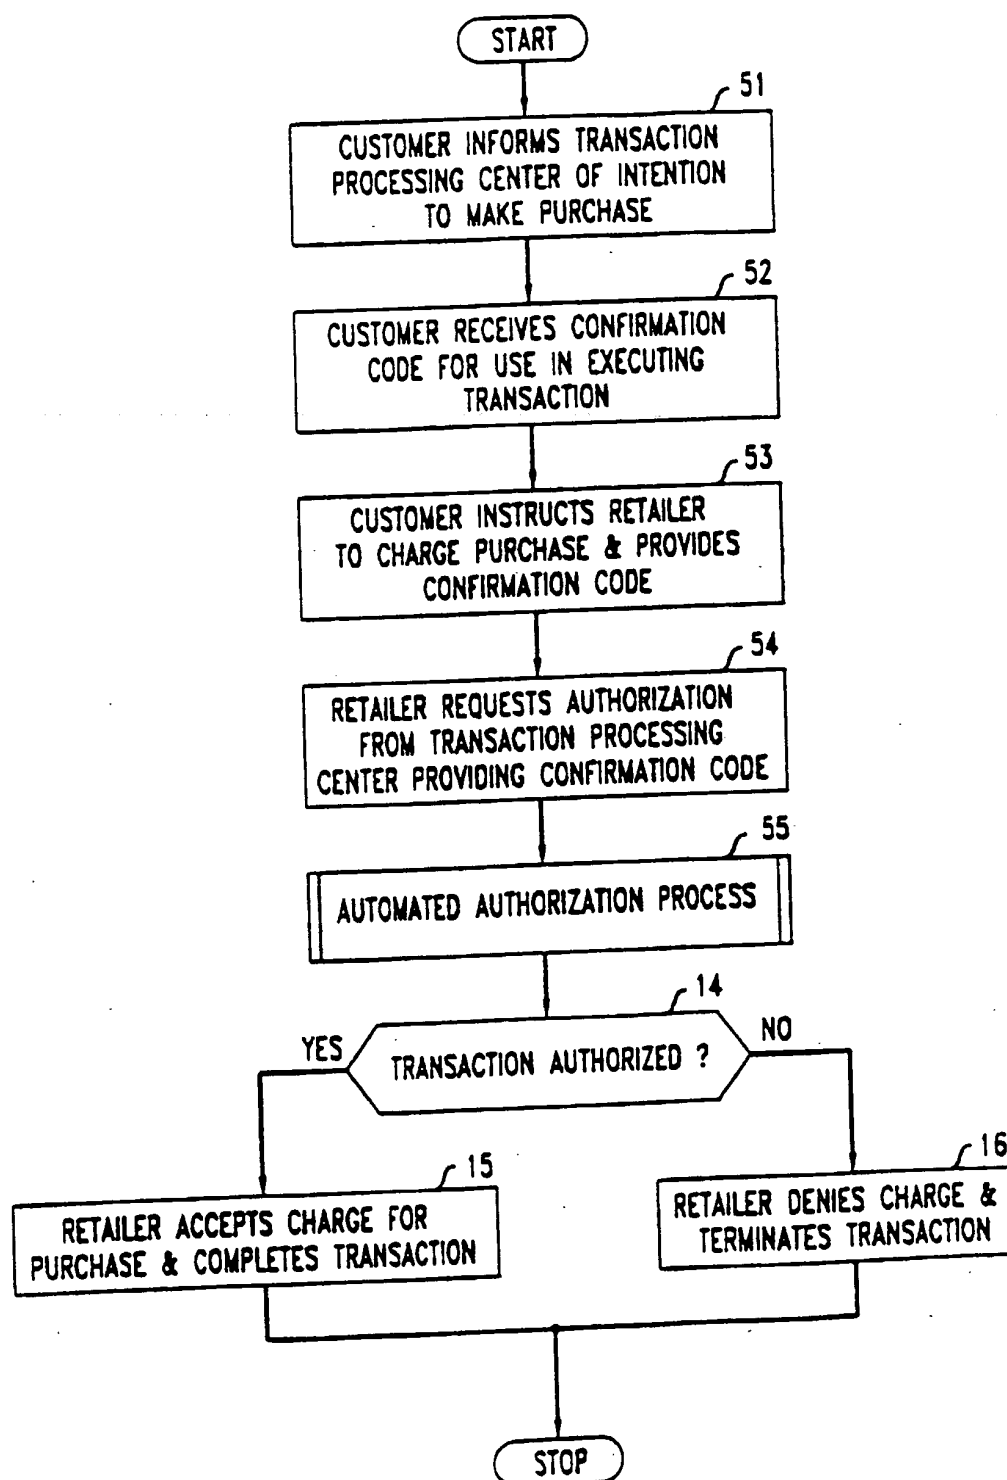 START
51
CUSTOMER INFORMS TRANSACTION
PROCESSING CENTER OF INTENTION
TO MAKE PURCHASE
52
CUSTOMER RECEIVES CONFIRMATION
CODE FOR USE IN EXECUTING
TRANSACTION
53
CUSTOMER INSTRUCTS RETAILER
TO CHARGE PURCHASE & PROVIDES
CONFIRMATION CODE
54
RETAILER REQUESTS AUTHORIZATION
FROM TRANSACTION PROCESSING
CENTER PROVIDING CONFIRMATION CODE
55
AUTOMATED AUTHORIZATION PROCESS
14
YES
TRANSACTION AUTHORIZED ?
NO
15
RETAILER ACCEPTS CHARGE FOR
PURCHASE & COMPLETES TRANSACTION
16
RETAILER DENIES CHARGE &
TERMINATES TRANSACTION
STOP